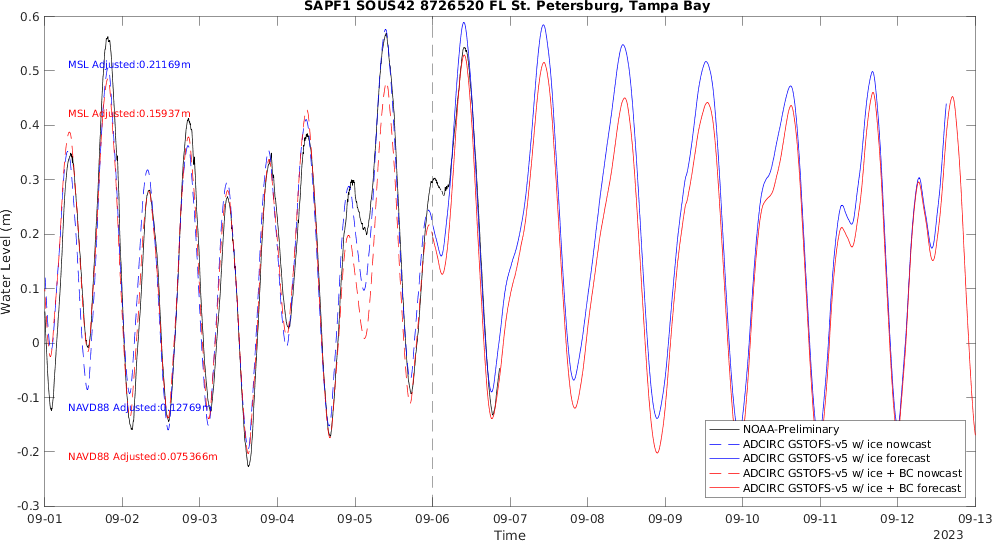 SAPF1 SOUS42 8726520 FL St. Petersburg, Tampa Bay
0.6
0.5
0.4
0.3
0.2
0.1
0
-0.1
-0.2
-0.3
Water Level (m)
MSL Adjusted:0.21169m
MSL Adjusted:0.15937m
NAVD88 Adjusted:0.12769m
NAVD88 Adjusted:0.075366m
NOAA-Preliminary
ADCIRC GSTOFS-v5 w/ ice nowcast
ADCIRC GSTOFS-v5 w/ ice forecast
ADCIRC GSTOFS-v5 w/ ice + BC nowcast
ADCIRC GSTOFS-v5 w/ ice + BC forecast
09-01 09-02 09-03 09-04 09-05 09-06 09-07 09-08 09-09 09-10 09-11 09-12 09-13
Time
2023